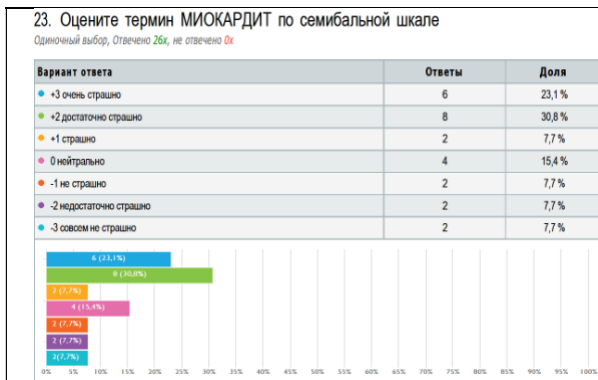 23. Оцените термин МИОКАРДИТ по семибальной шкале
Одиночный выбор, Отвечено 26x, не отвечено 0x
Вариант ответа Ответы Доля
+3 очень страшно 6 23,1 %
+2 достаточно страшно 8 30,8 %
+1 страшно 2 7,7 %
0 нейтрально 4 15,4 %
-1 не страшно 2 7,7 %
-2 недостаточно страшно 2 7,7 %
-3 совсем не страшно 2 7,7 %
6 (23,1%)
8 (30,8%)
2 (7,7%)
4 (15,4%)
2 (7,7%)
2 (7,7%)
2(7,7%)
0% 5% 10% 15% 20% 25% 30% 35% 40% 45% 50% 55% 60% 65% 70% 75% 80% 85% 90% 95% 100%